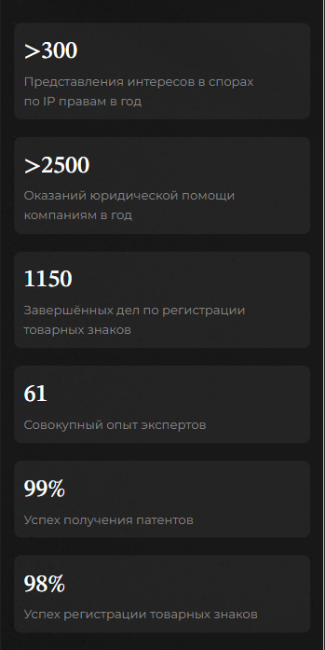 >300
Представления интересов в спорах
по IP правам в год
>2500
Оказаний юридической помощи
компаниям в год
1150
Завершённых дел по регистрации
товарных знаков
61
Совокупный опыт экспертов
99%
Успех получения патентов
98%
Успех регистрации товарных знаков